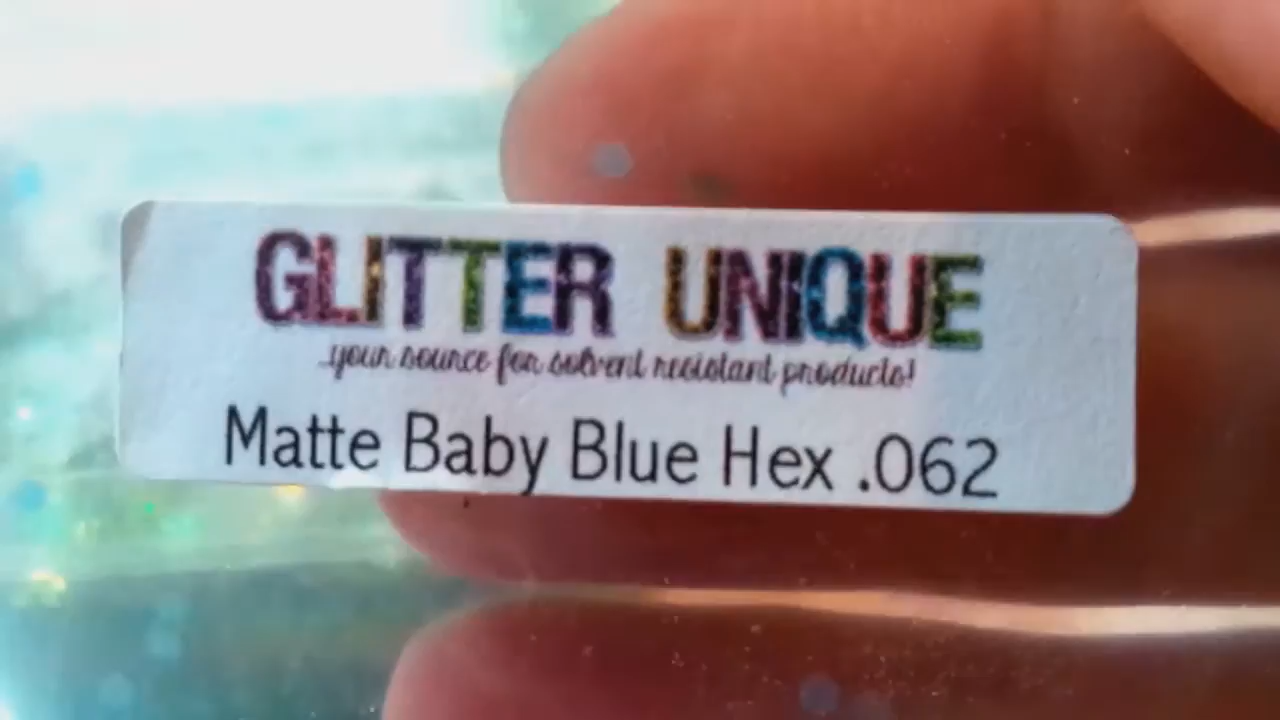 GLITTER UNIQUE
...your source for solvent resistant products!
Matte Baby Blue Hex .062